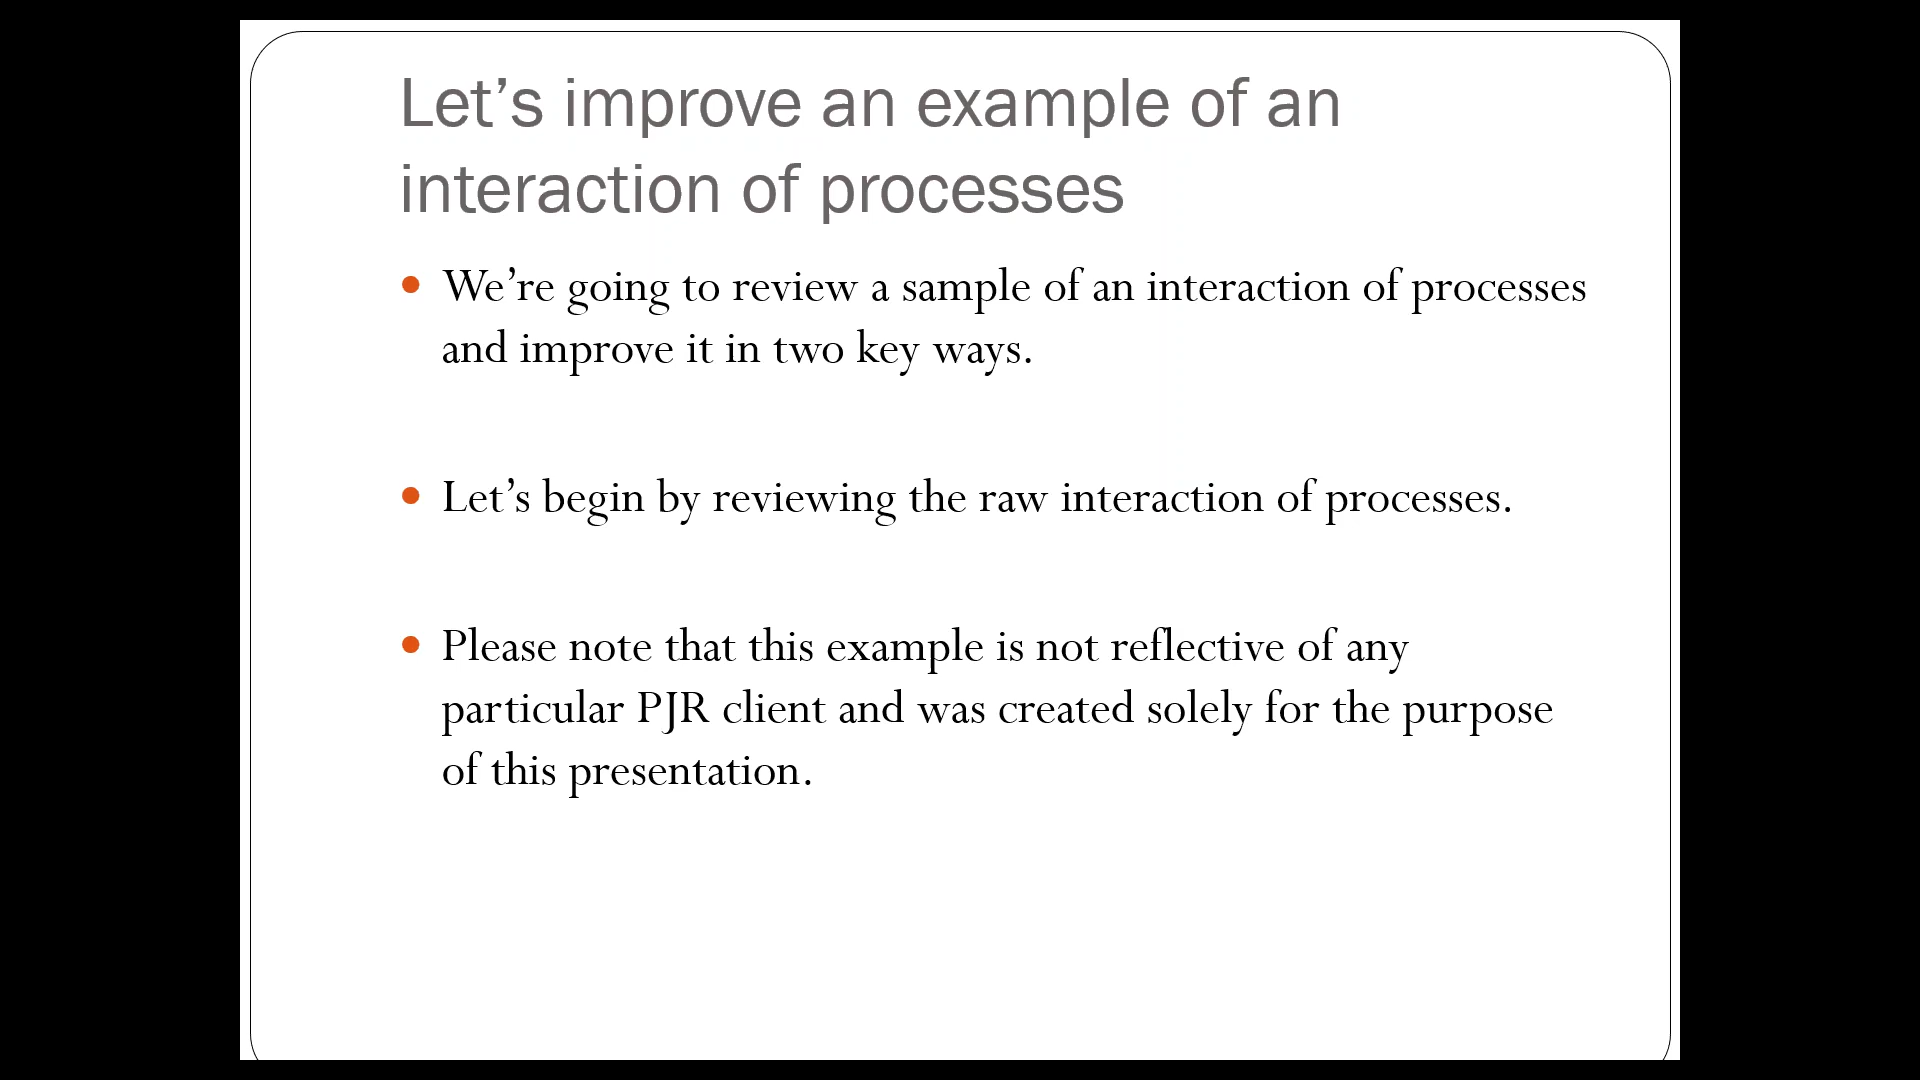 Let’s improve an example of an
interaction of processes
We’re going to review a sample of an interaction of processes
and improve it in two key ways.
Let’s begin by reviewing the raw interaction of processes.
Please note that this example is not reflective of any
particular PJR client and was created solely for the purpose
of this presentation.